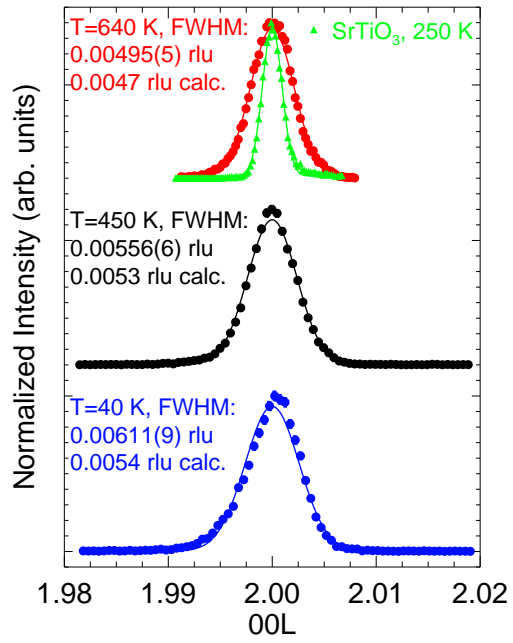 T=640 K, FWHM:
0.00495(5) rlu
0.0047 rlu calc.
SrTiO₃, 250 K
T=450 K, FWHM:
0.00556(6) rlu
0.0053 rlu calc.
T=40 K, FWHM:
0.00611(9) rlu
0.0054 rlu calc.
Normalized Intensity (arb. units)
1.98 1.99 2.00 2.01 2.02
00L